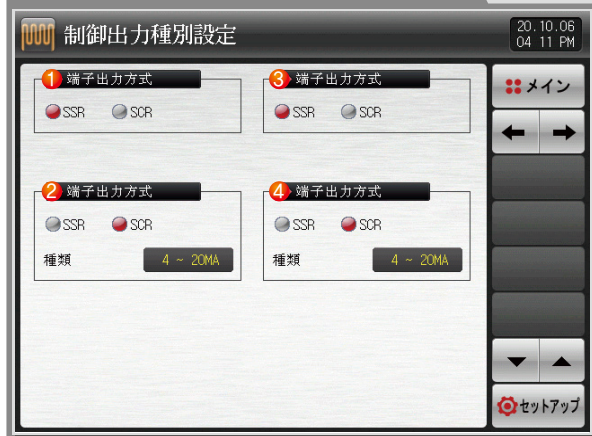 制御出力種別設定
20.10.06
04 11 PM
1 端子出力方式
SSR SCR
3 端子出力方式
SSR SCR
2 端子出力方式
SSR SCR
種類 4 ~ 20MA
4 端子出力方式
SSR SCR
種類 4 ~ 20MA
メイン
セットアップ